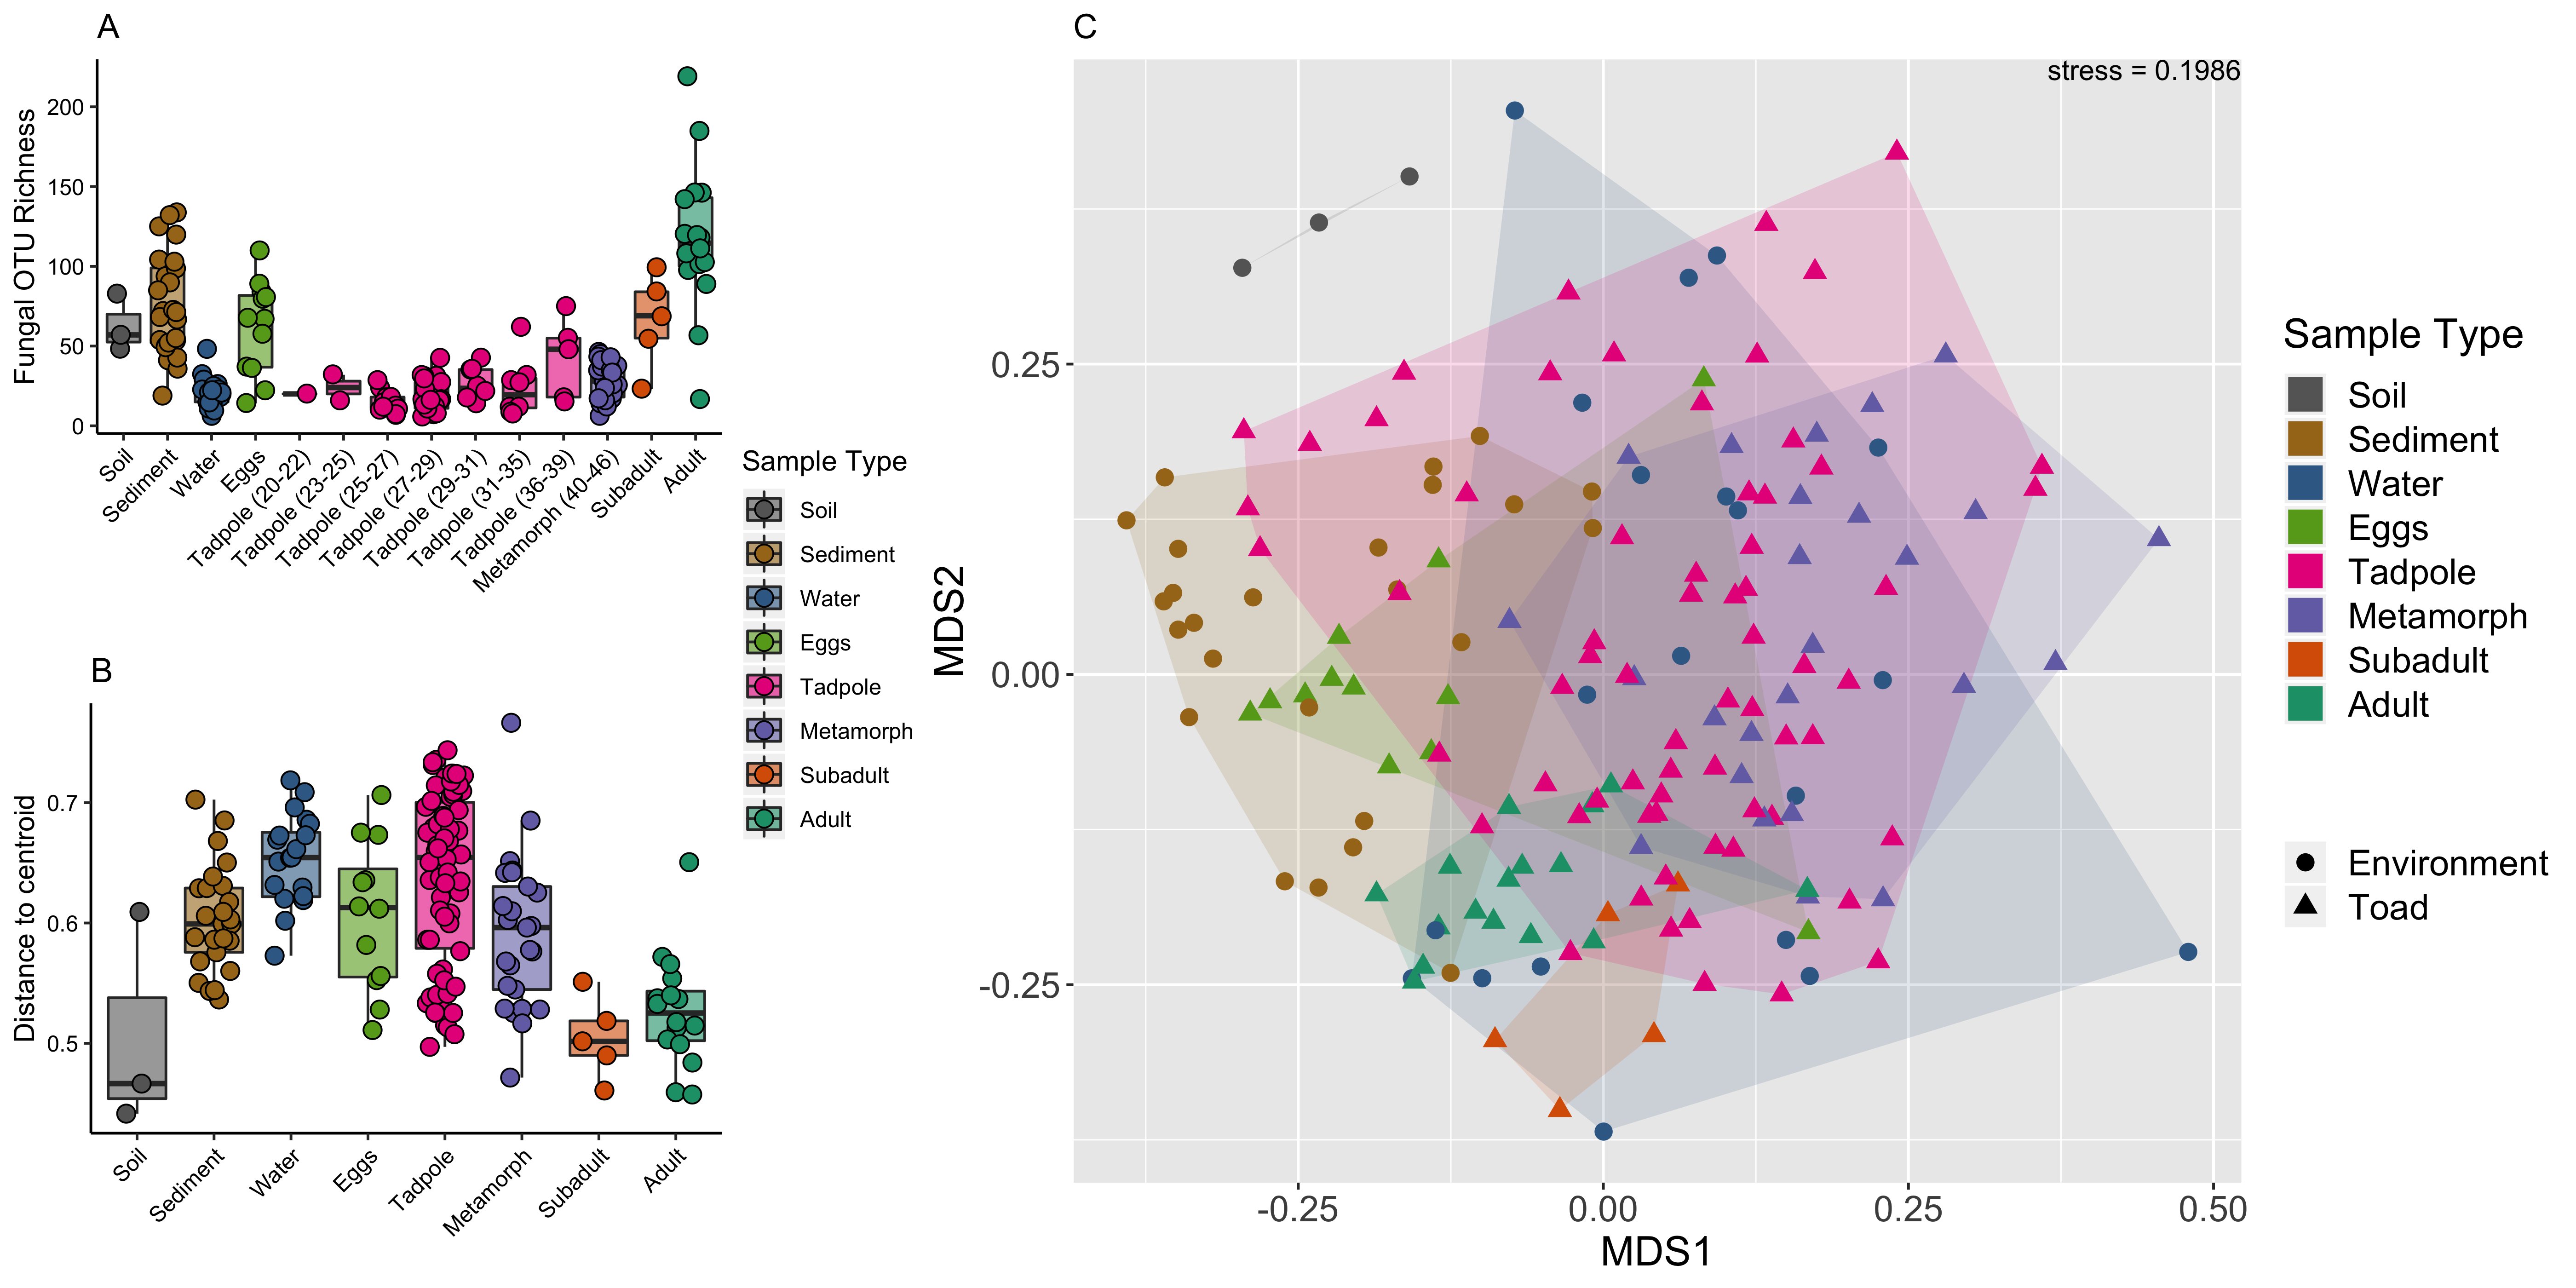 A
Fungal OTU Richness
200
150
100
50
0
Soil
Sediment
Water
Eggs
Tadpole (20-22)
Tadpole (23-25)
Tadpole (25-27)
Tadpole (27-29)
Tadpole (29-31)
Tadpole (31-35)
Tadpole (36-39)
Metamorph (40-46)
Subadult
Adult
B
Distance to centroid
0.7
0.6
0.5
Soil
Sediment
Water
Eggs
Tadpole
Metamorph
Subadult
Adult
Sample Type
Soil
Sediment
Water
Eggs
Tadpole
Metamorph
Subadult
Adult
C
stress = 0.1986
MDS2
0.25
0.00
-0.25
-0.25
0.00
0.25
0.50
MDS1
Sample Type
Soil
Sediment
Water
Eggs
Tadpole
Metamorph
Subadult
Adult
Environment
Toad